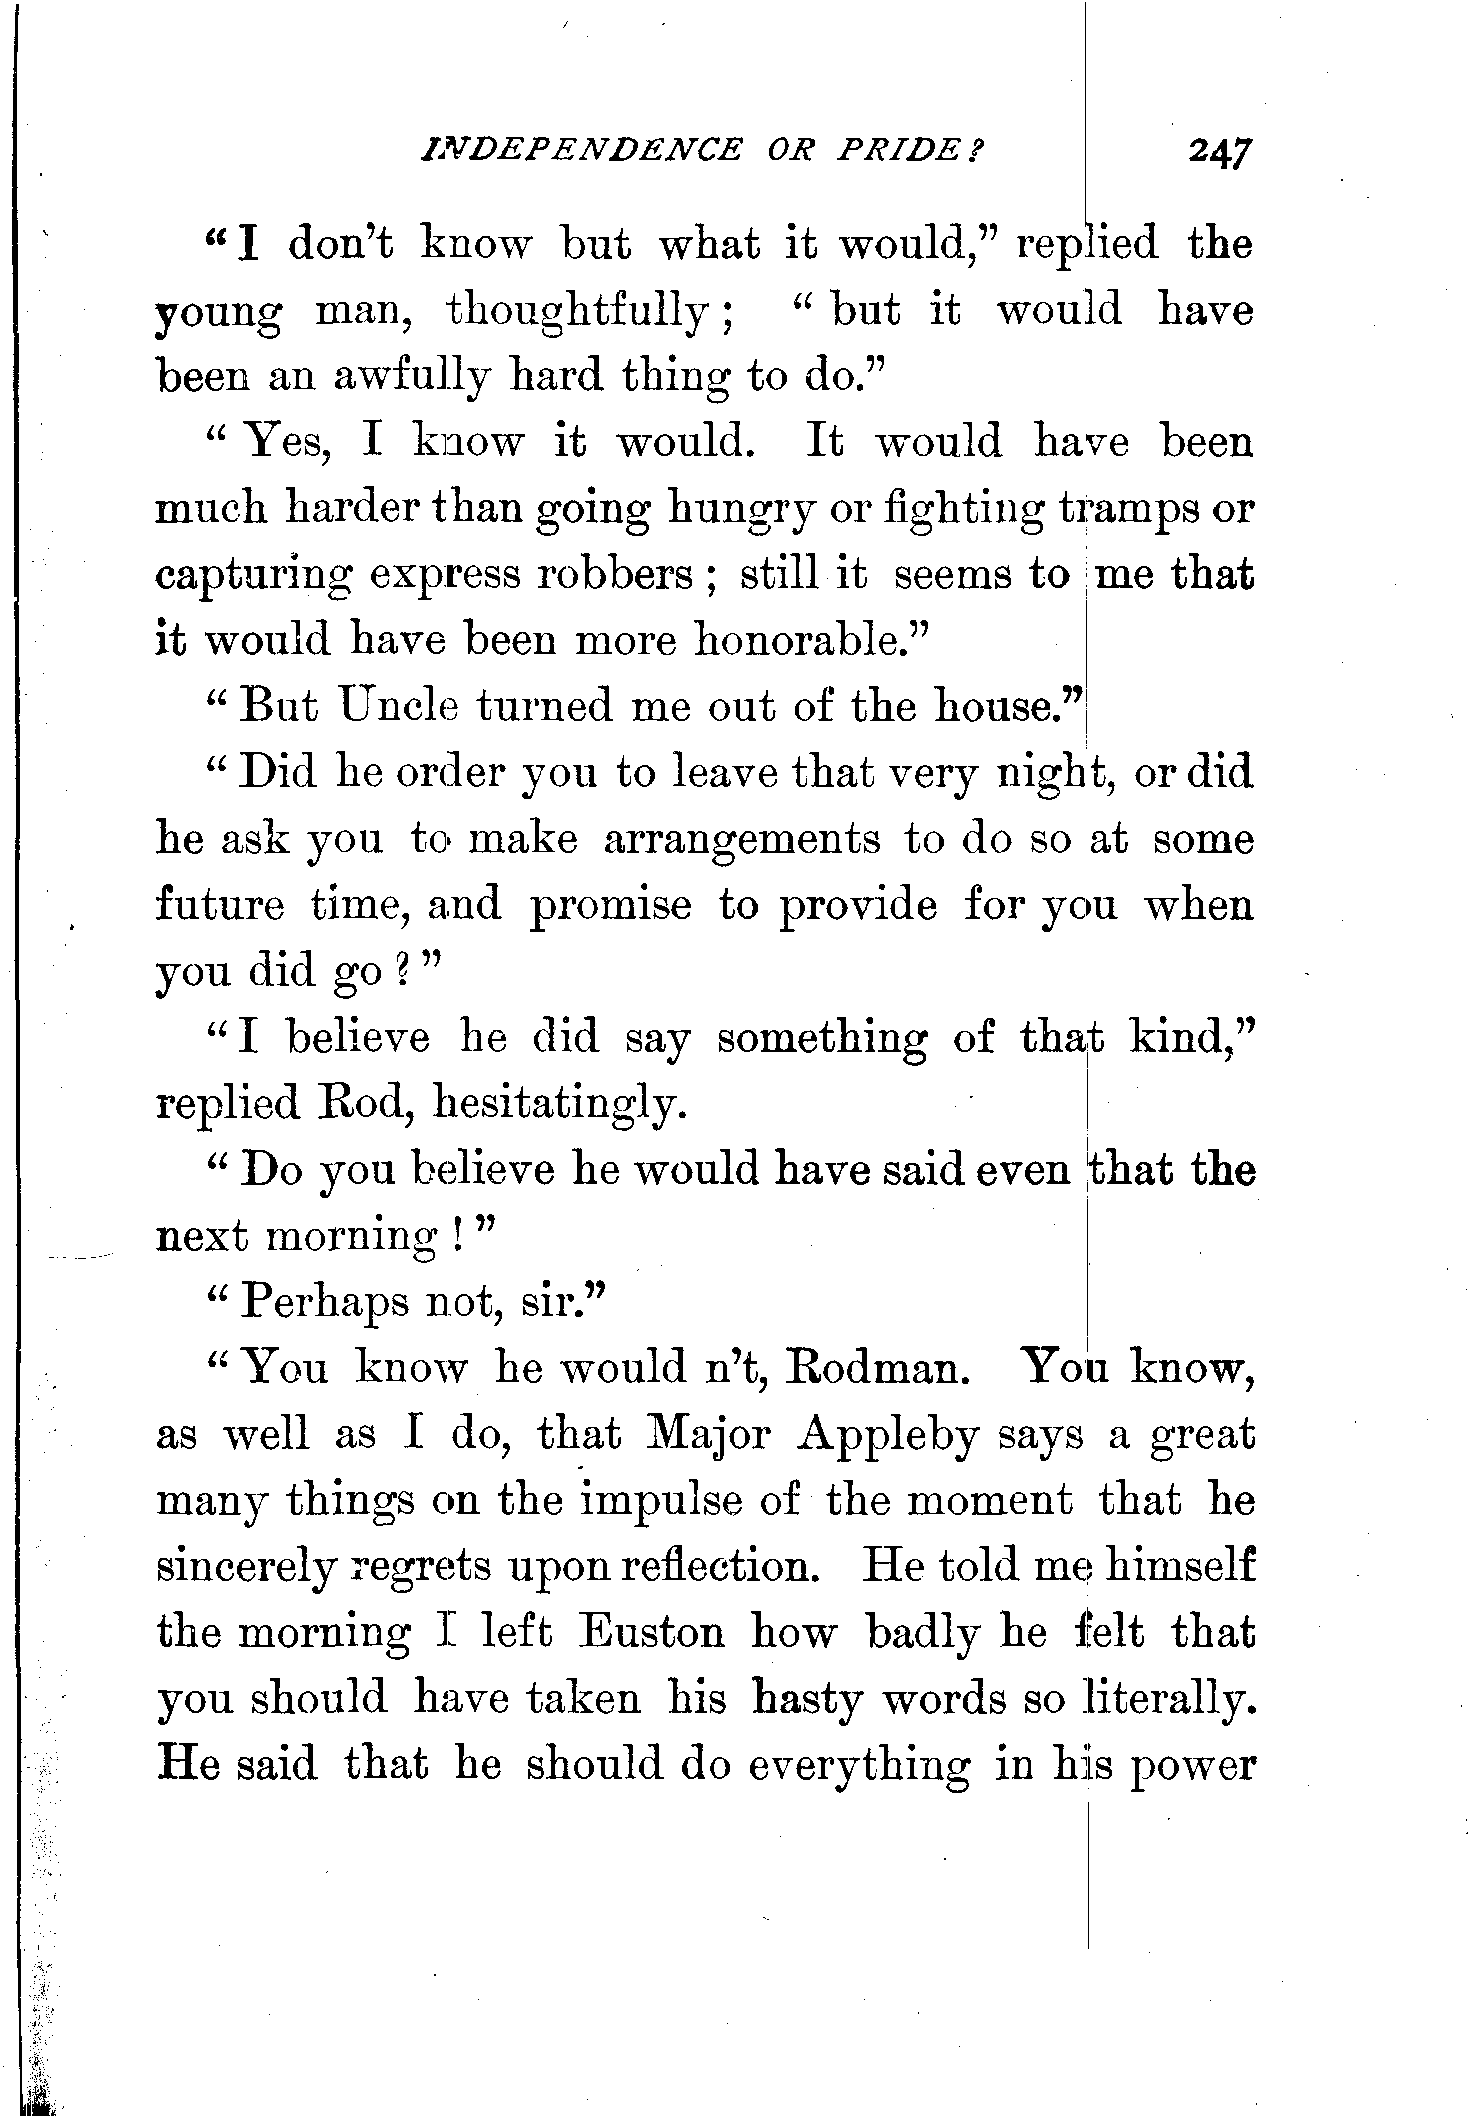 INDEPENDENCE OR PRIDE? 247
“I don’t know but what it would,” replied the
young man, thoughtfully; “but it would have
been an awfully hard thing to do.”
“Yes, I know it would. It would have been
much harder than going hungry or fighting tramps or
capturing express robbers; still it seems to me that
it would have been more honorable.”
“But Uncle turned me out of the house.”
“Did he order you to leave that very night, or did
he ask you to make arrangements to do so at some
future time, and promise to provide for you when
you did go?”
“I believe he did say something of that kind,”
replied Rod, hesitatingly.
“Do you believe he would have said even that the
next morning!”
“Perhaps not, sir.”
“You know he would n’t, Rodman. You know,
as well as I do, that Major Appleby says a great
many things on the impulse of the moment that he
sincerely regrets upon reflection. He told me himself
the morning I left Euston how badly he felt that
you should have taken his hasty words so literally.
He said that he should do everything in his power